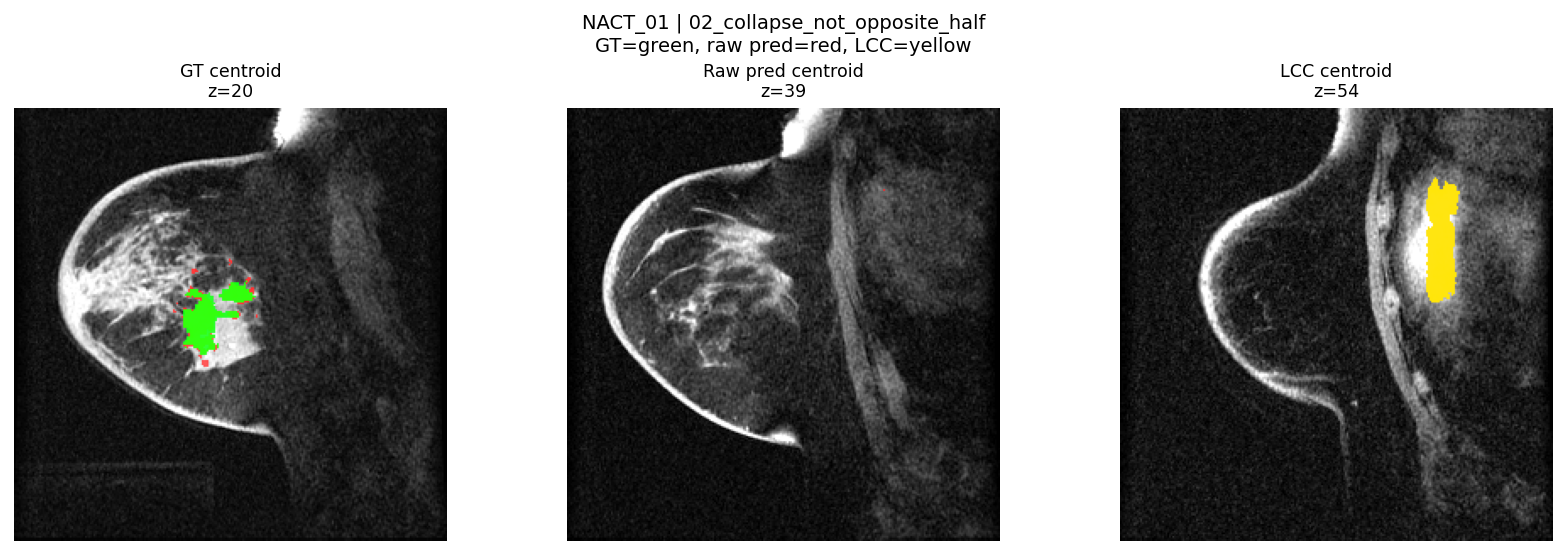 NACT_01 | 02_collapse_not_opposite_half
GT=green, raw pred=red, LCC=yellow
GT centroid
z=20
Raw pred centroid
z=39
LCC centroid
z=54